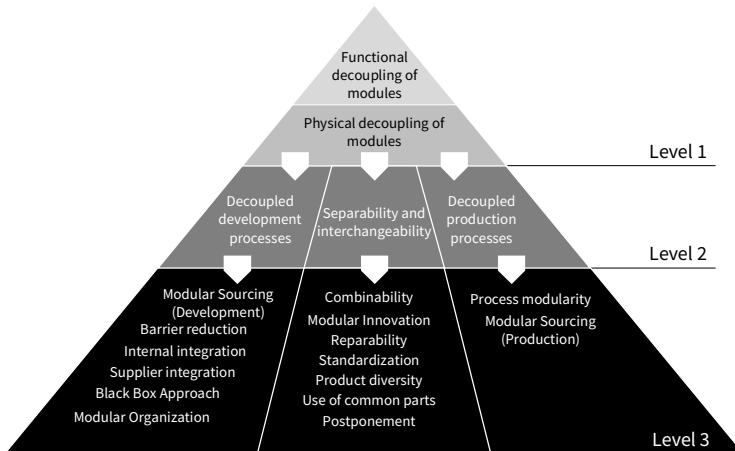 Functional
decoupling of
modules
Physical decoupling of
modules
Level 1
Decoupled
development
processes
Separability and
interchangeability
Decoupled
production
processes
Level 2
Modular Sourcing
(Development)
Barrier reduction
Internal integration
Supplier integration
Black Box Approach
Modular Organization
Combinability
Modular Innovation
Reparability
Standardization
Product diversity
Use of common parts
Postponement
Process modularity
Modular Sourcing
(Production)
Level 3